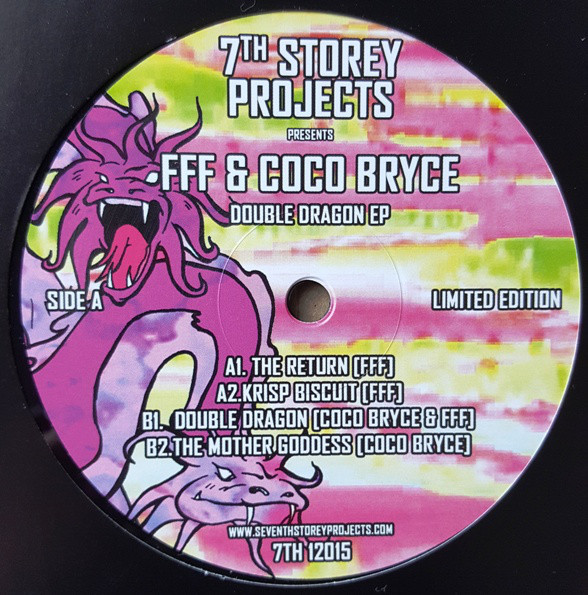 7TH STOREY
PROJECTS
PRESENTS
FFF & COCO BRYCE
DOUBLE DRAGON EP
SIDE A
LIMITED EDITION
A1. THE RETURN (FFF)
A2.KRISP BISCUIT (FFF)
B1. DOUBLE DRAGON (COCO BRYCE & FFF)
B2.THE MOTHER GODDESS (COCO BRYCE)
WWW.SEVENTHSTOREYPROJECTS.COM
7TH 12015